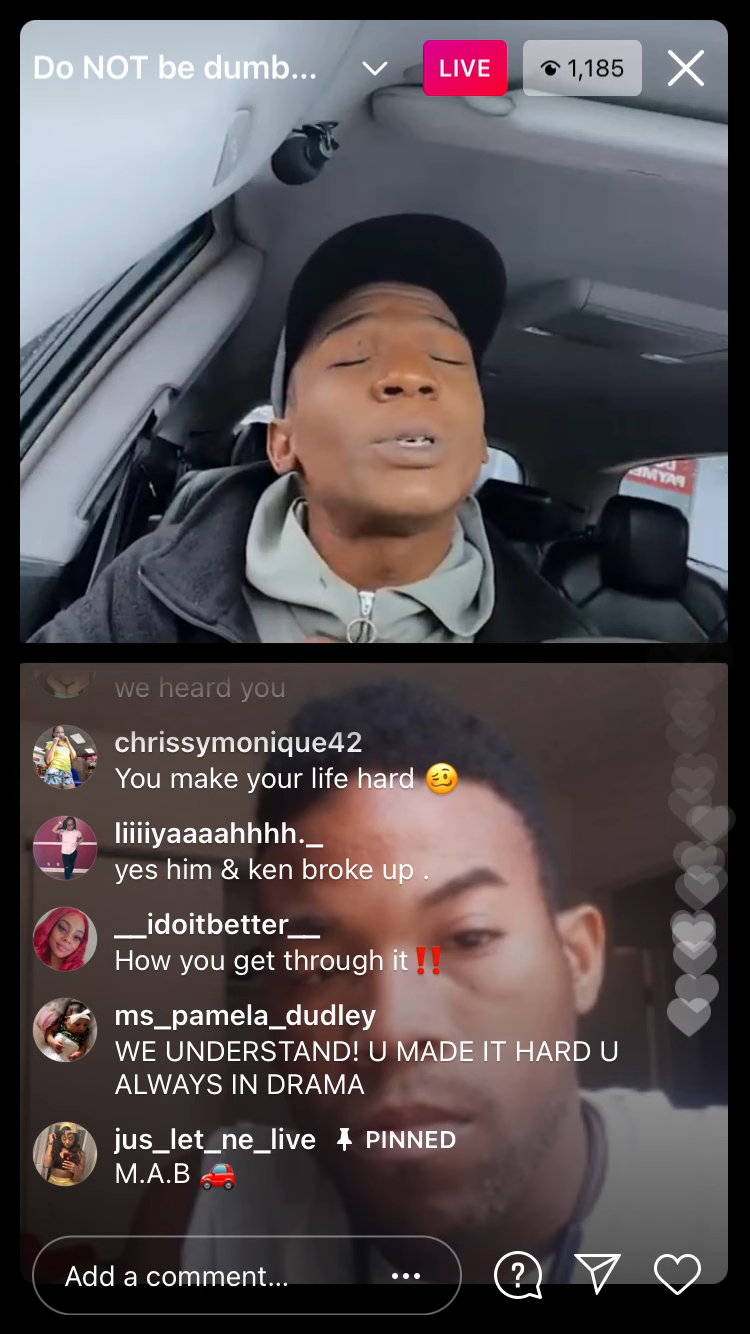 Do NOT be dumb...
LIVE
1,185
we heard you
chrissymonique42
You make your life hard 🥴
liiiiyaaaahhhh._
yes him & ken broke up .
__idoitbetter__
How you get through it‼️
ms_pamela_dudley
WE UNDERSTAND! U MADE IT HARD U
ALWAYS IN DRAMA
jus_let_ne_live PINNED
M.A.B 🚗
Add a comment...